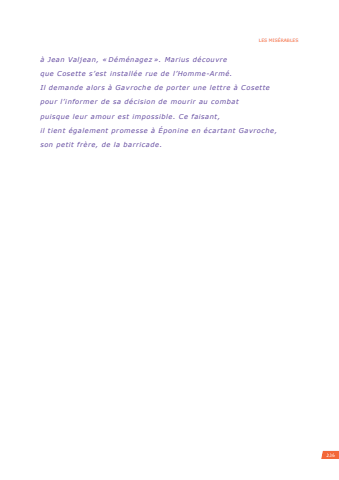 LES MISÉRABLES
à Jean Valjean, «Déménagez». Marius découvre
que Cosette s'est installée rue de l'Homme-Armé.
Il demande alors à Gavroche de porter une lettre à Cosette
pour l'informer de sa décision de mourir au combat
puisque leur amour est impossible. Ce faisant,
il tient également promesse à Éponine en écartant Gavroche,
son petit frère, de la barricade.